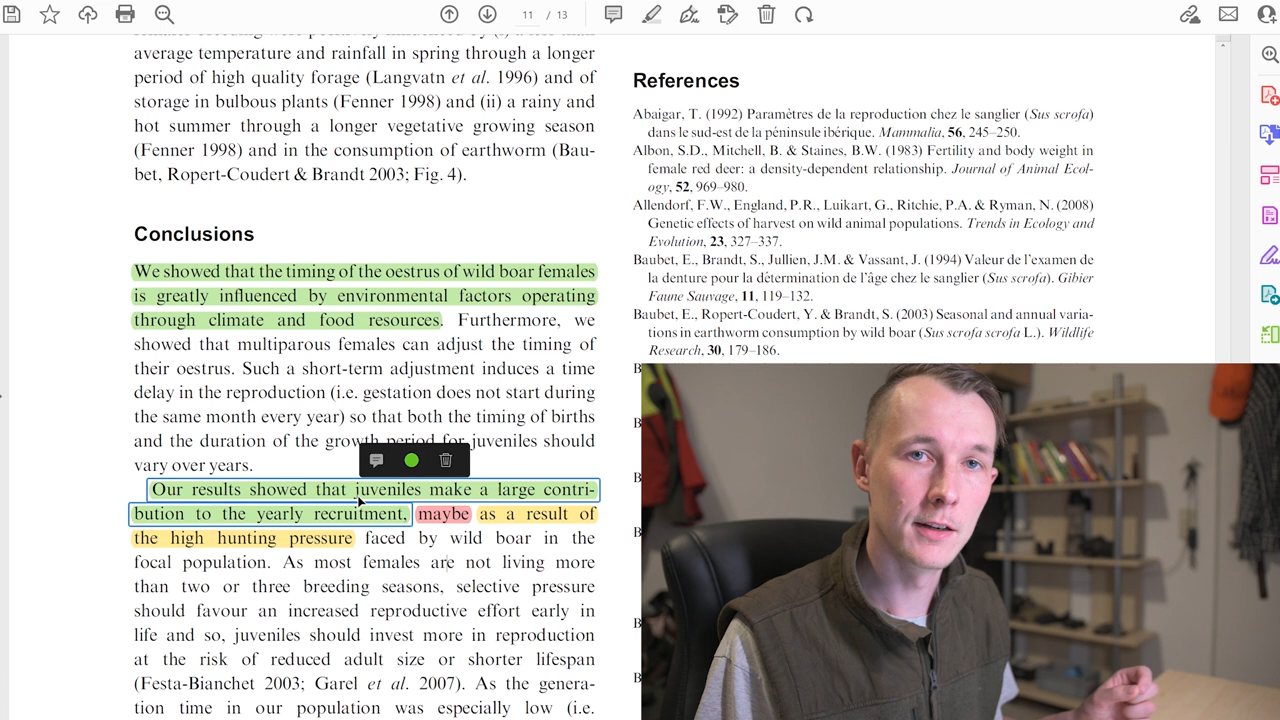 11 / 13
average temperature and rainfall in spring through a longer
period of high quality forage (Langvatn et al. 1996) and of
storage in bulbous plants (Fenner 1998) and (ii) a rainy and
hot summer through a longer vegetative growing season
(Fenner 1998) and in the consumption of earthworm (Bau-
bet, Ropert-Coudert & Brandt 2003; Fig. 4).
Conclusions
We showed that the timing of the oestrus of wild boar females
is greatly influenced by environmental factors operating
through climate and food resources. Furthermore, we
showed that multiparous females can adjust the timing of
their oestrus. Such a short-term adjustment induces a time
delay in the reproduction (i.e. gestation does not start during
the same month every year) so that both the timing of births
and the duration of the growth period for juveniles should
vary over years.
Our results showed that juveniles make a large contri-
bution to the yearly recruitment, maybe as a result of
the high hunting pressure faced by wild boar in the
focal population. As most females are not living more
than two or three breeding seasons, selective pressure
should favour an increased reproductive effort early in
life and so, juveniles should invest more in reproduction
at the risk of reduced adult size or shorter lifespan
(Festa-Bianchet 2003; Garel et al. 2007). As the genera-
tion time in our population was especially low (i.e.
References
Abaigar, T. (1992) Paramètres de la reproduction chez le sanglier (Sus scrofa)
dans le sud-est de la péninsule ibérique. Mammalia, 56, 245–250.
Albon, S.D., Mitchell, B. & Staines, B.W. (1983) Fertility and body weight in
female red deer: a density-dependent relationship. Journal of Animal Ecol-
ogy, 52, 969–980.
Allendorf, F.W., England, P.R., Luikart, G., Ritchie, P.A. & Ryman, N. (2008)
Genetic effects of harvest on wild animal populations. Trends in Ecology and
Evolution, 23, 327–337.
Baubet, E., Brandt, S., Jullien, J.M. & Vassant, J. (1994) Valeur de l'examen de
la denture pour la détermination de l'âge chez le sanglier (Sus scrofa). Gibier
Faune Sauvage, 11, 119–132.
Baubet, E., Ropert-Coudert, Y. & Brandt, S. (2003) Seasonal and annual varia-
tions in earthworm consumption by wild boar (Sus scrofa scrofa L.). Wildlife
Research, 30, 179–186.
B
B
B
B
B
B